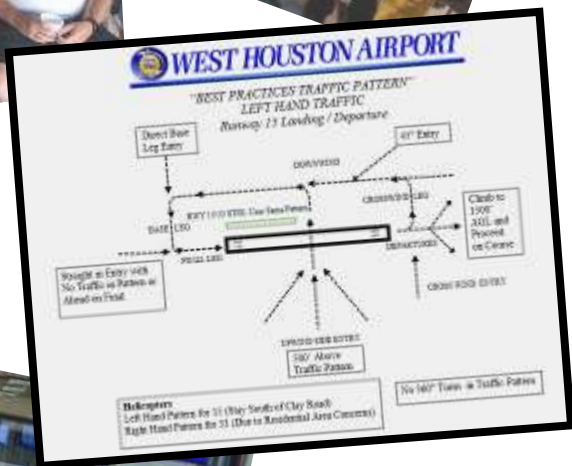 WEST HOUSTON AIRPORT
"BEST PRACTICES TRAFFIC PATTERN"
LEFT HAND TRAFFIC
Runway 15 Landing / Departure
Direct Base
Leg Entry
45° Entry
DOWNWIND
CROSSWIND LEG
Climb to
AGL and
Proceed
on Course
BASE LEG
FINAL LEG
DEPARTURE
Straight in Entry with
No Traffic in Pattern or
Ahead on Final
CROSS WIND ENTRY
UPWIND SIDE ENTRY
500' Above
Traffic Pattern
No 360° Turns in Traffic Pattern
Helicopters
Left Hand Pattern for 15 (Stay South of Clay Road)
Right Hand Pattern for 33 (Due to Residential Area Concerns)